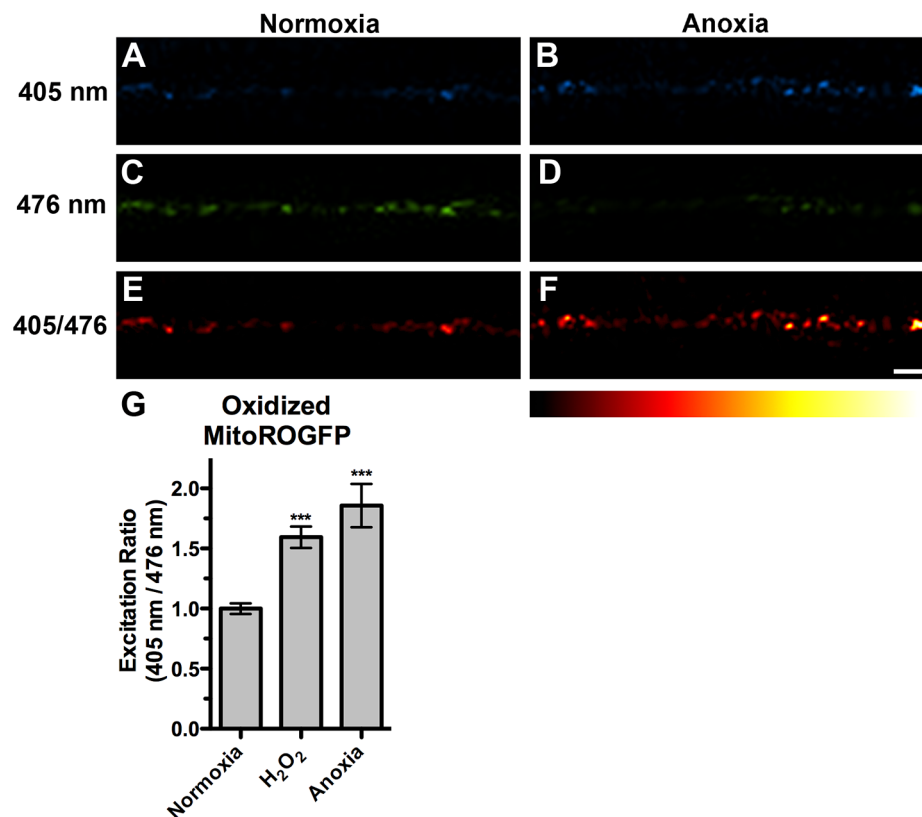 Normoxia
Anoxia
A
B
405 nm
C
D
476 nm
E
F
405/476
G
Oxidized
MitoROGFP
Excitation Ratio
(405 nm / 476 nm)
2.0
1.5
1.0
0.5
0.0
***
***
Normoxia
H₂O₂
Anoxia